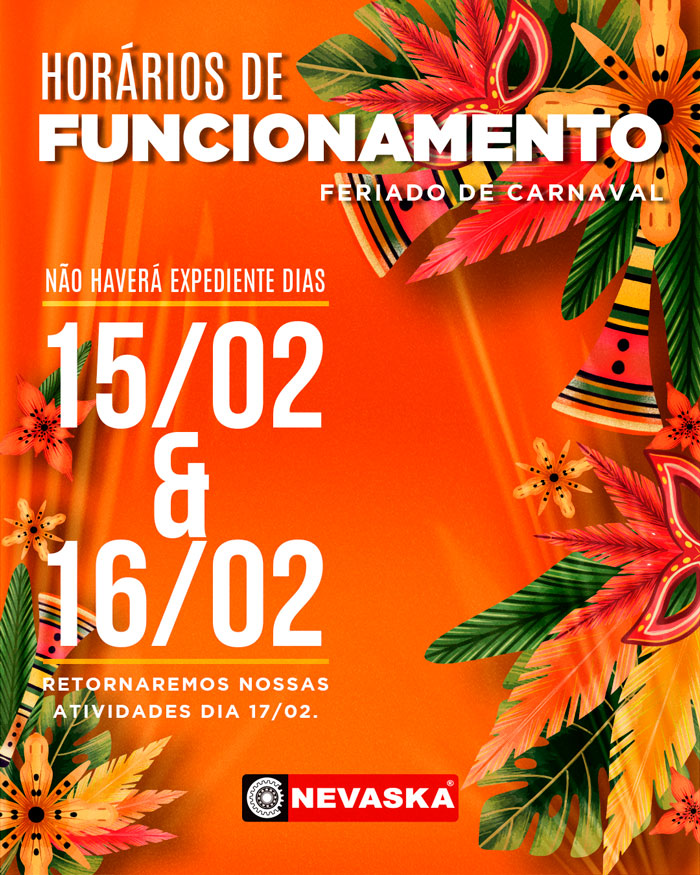 HORÁRIOS DE
FUNCIONAMENTO
FERIADO DE CARNAVAL
NÃO HAVERÁ EXPEDIENTE DIAS
15/02
&
16/02
RETORNAREMOS NOSSAS
ATIVIDADES DIA 17/02.
NEVASKA®